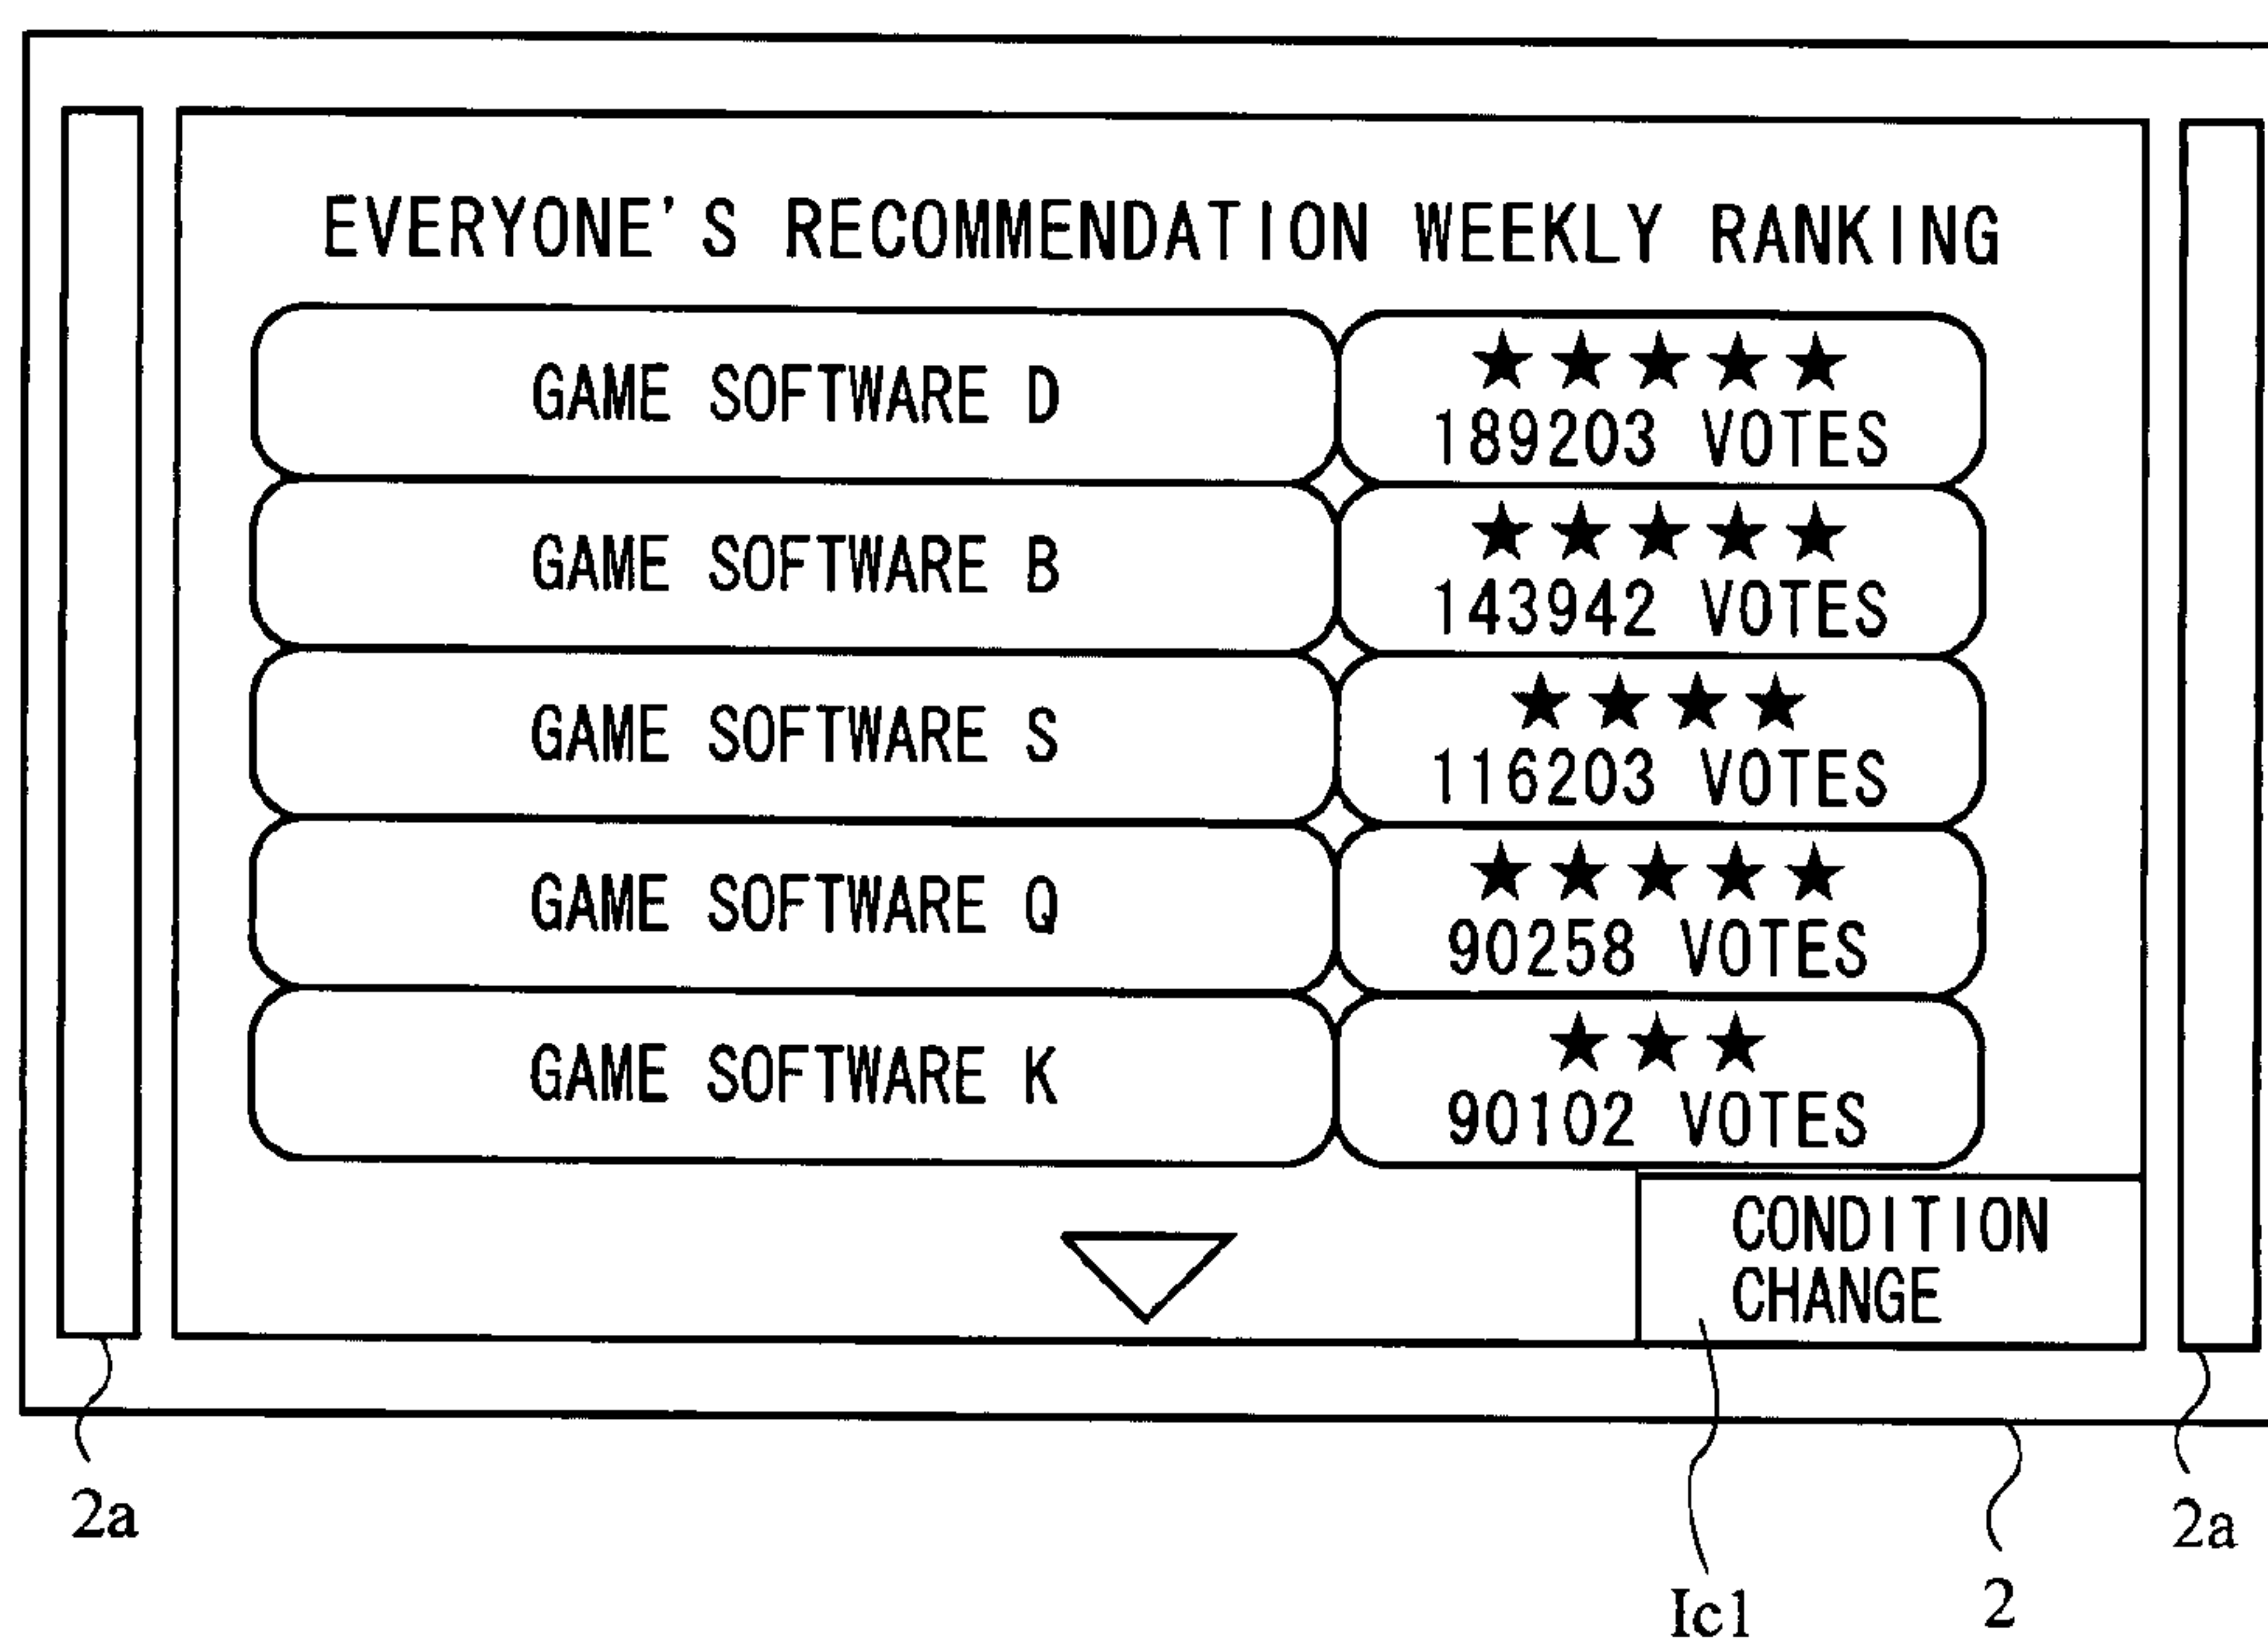 EVERYONE'S RECOMMENDATION WEEKLY RANKING
GAME SOFTWARE D
★★★★★
189203 VOTES
GAME SOFTWARE B
★★★★★
143942 VOTES
GAME SOFTWARE S
★★★★
116203 VOTES
GAME SOFTWARE Q
★★★★★
90258 VOTES
GAME SOFTWARE K
★★★
90102 VOTES
CONDITION
CHANGE
2a
Ic1
2
2a